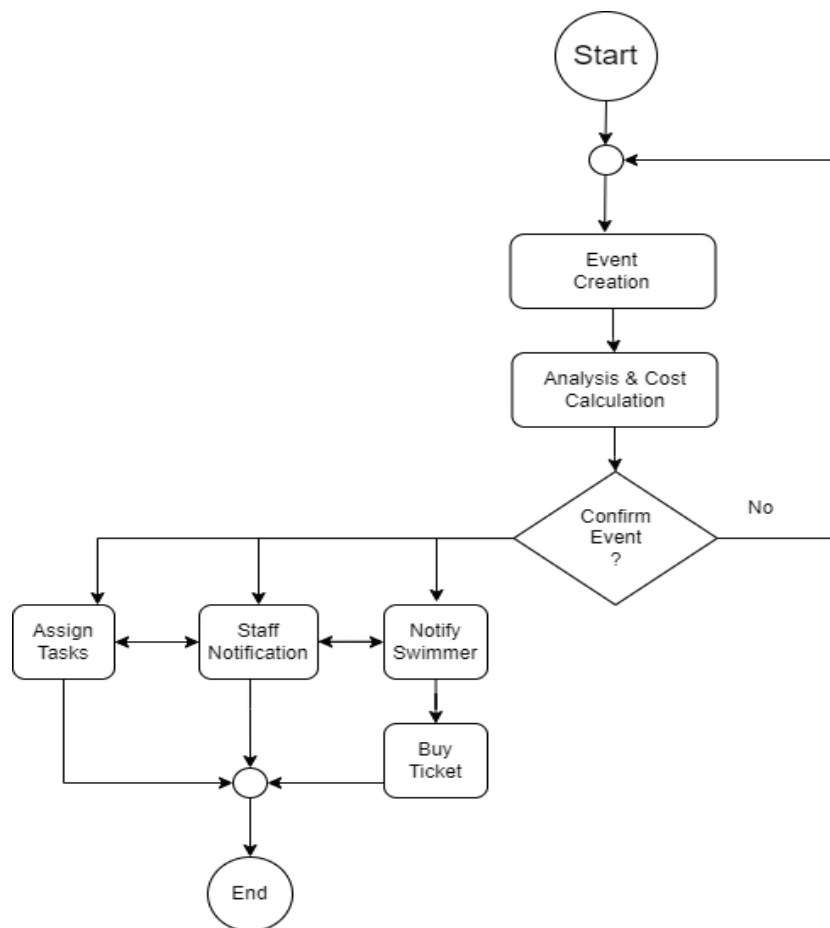 Start
Event
Creation
Analysis & Cost
Calculation
Confirm
Event
?
No
Assign
Tasks
Staff
Notification
Notify
Swimmer
Buy
Ticket
End